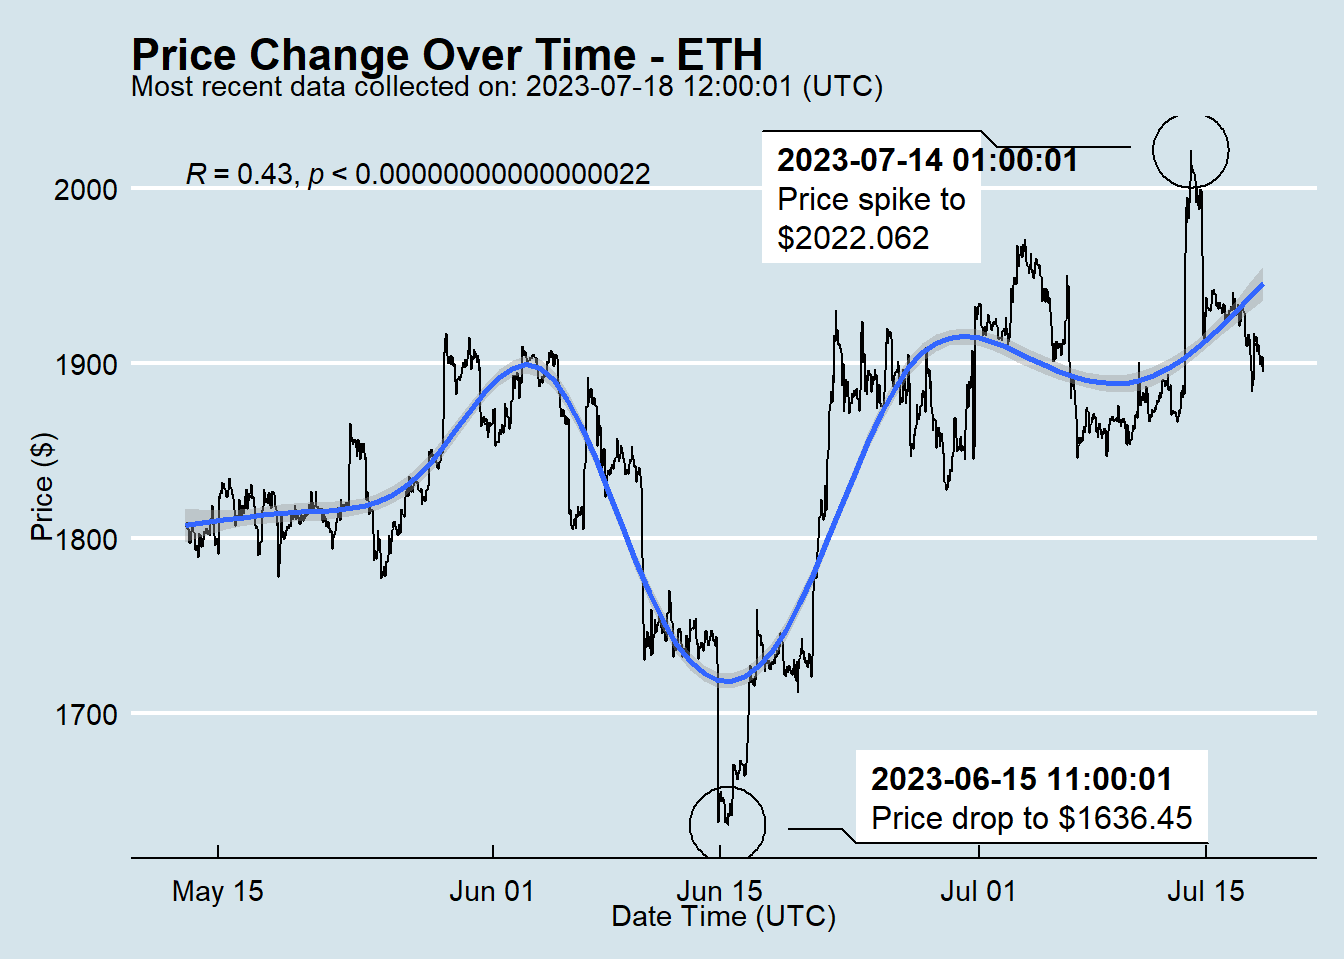 Price Change Over Time - ETH
Most recent data collected on: 2023-07-18 12:00:01 (UTC)
R = 0.43, p < 0.00000000000000022
2023-07-14 01:00:01
Price spike to
$2022.062
2000
1900
1800
1700
Price ($)
2023-06-15 11:00:01
Price drop to $1636.45
May 15
Jun 01
Jun 15
Jul 01
Jul 15
Date Time (UTC)